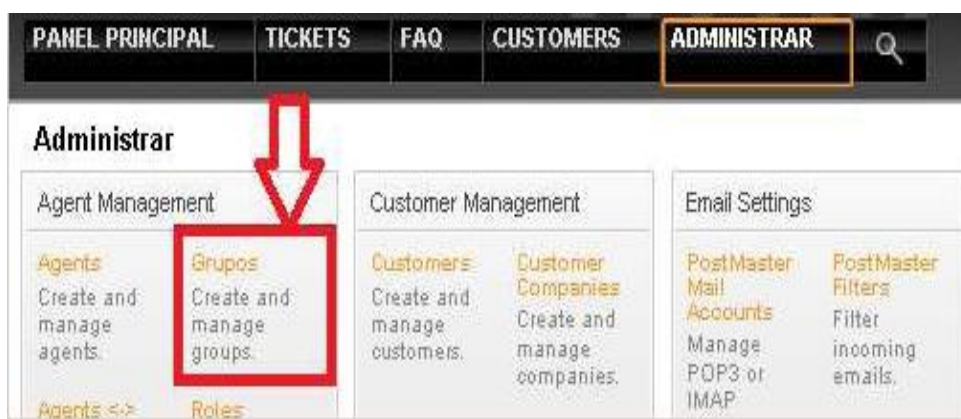 PANEL PRINCIPAL TICKETS FAQ CUSTOMERS ADMINISTRAR
Administrar
Agent Management
Agents
Create and
manage
agents.
Grupos
Create and
manage
groups.
Agents <->
Roles
Customer Management
Customers
Create and
manage
customers.
Customer
Companies
Create and
manage
companies.
Email Settings
PostMaster
Mail
Accounts
Manage
POP3 or
IMAP
PostMaster
Filters
Filter
incoming
emails.